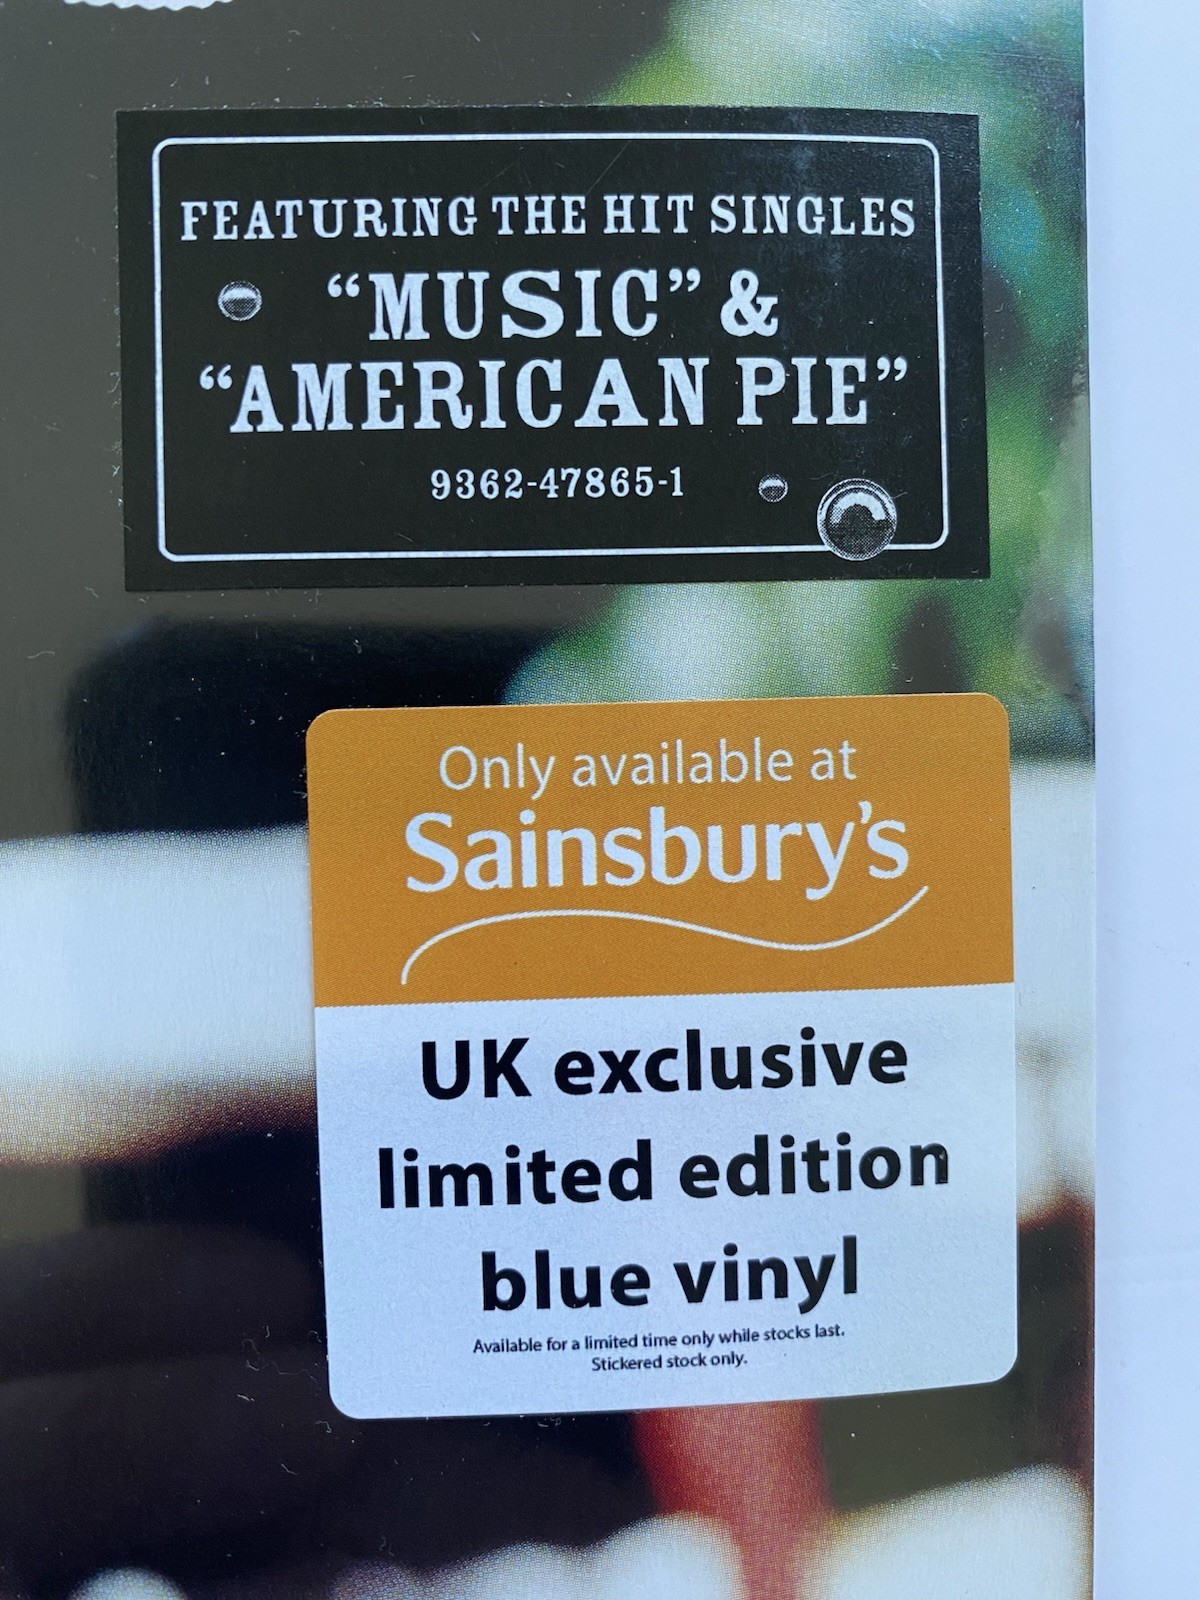 FEATURING THE HIT SINGLES
“MUSIC” &
“AMERICAN PIE”
9362-47865-1
Only available at
Sainsbury’s
UK exclusive
limited edition
blue vinyl
Available for a limited time only while stocks last.
Stickered stock only.